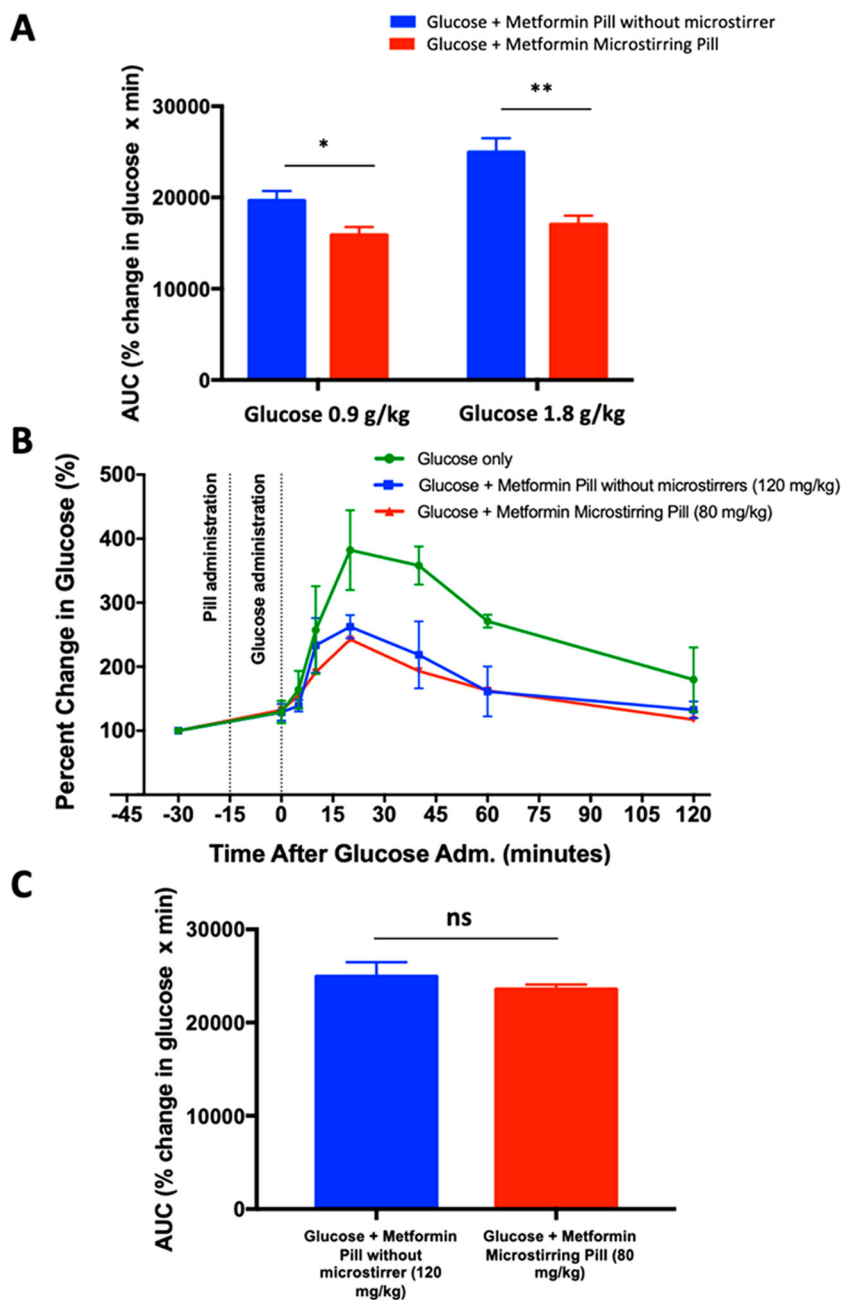 A
Glucose + Metformin Pill without microstirrer
Glucose + Metformin Microstirring Pill
AUC (% change in glucose x min)
30000
20000
10000
0
*
**
Glucose 0.9 g/kg
Glucose 1.8 g/kg
B
Percent Change in Glucose (%)
500
400
300
200
100
Pill administration
Glucose administration
Glucose only
Glucose + Metformin Pill without microstirrers (120 mg/kg)
Glucose + Metformin Microstirring Pill (80 mg/kg)
-45 -30 -15 0 15 30 45 60 75 90 105 120
Time After Glucose Adm. (minutes)
C
AUC (% change in glucose x min)
30000
20000
10000
0
ns
Glucose + Metformin
Pill without
microstirrer (120
mg/kg)
Glucose + Metformin
Microstirring Pill (80
mg/kg)